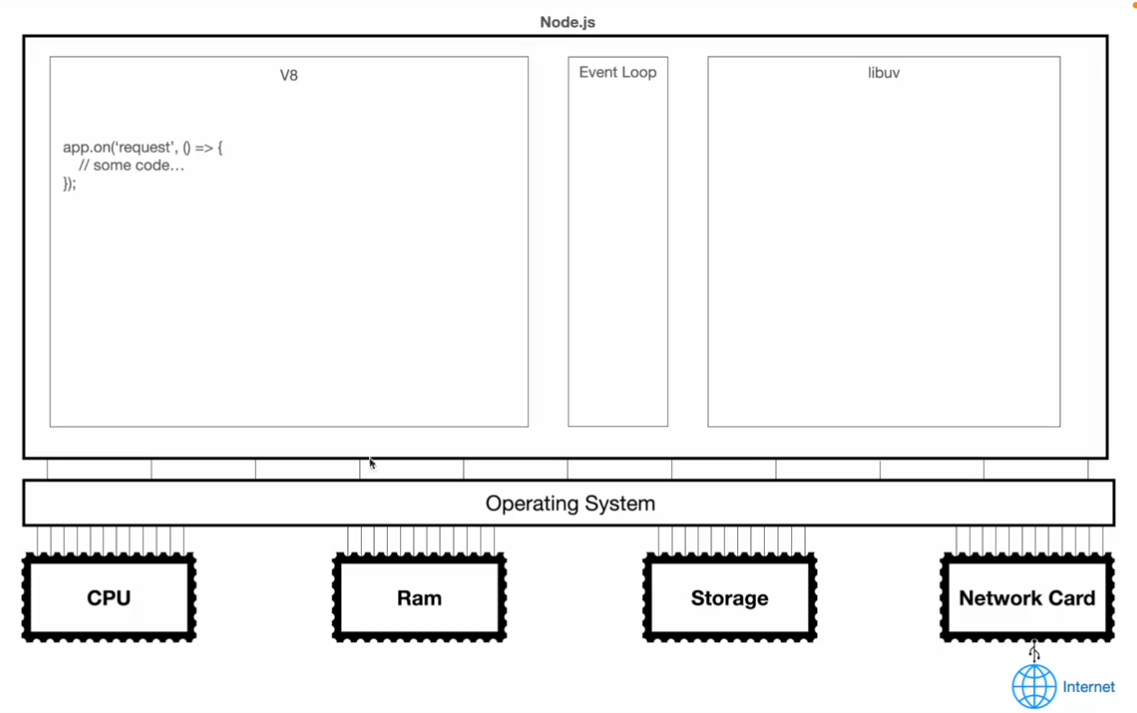 Node.js
V8
Event Loop
libuv
app.on(‘request’, () => {
// some code…
});
Operating System
CPU
Ram
Storage
Network Card
Internet